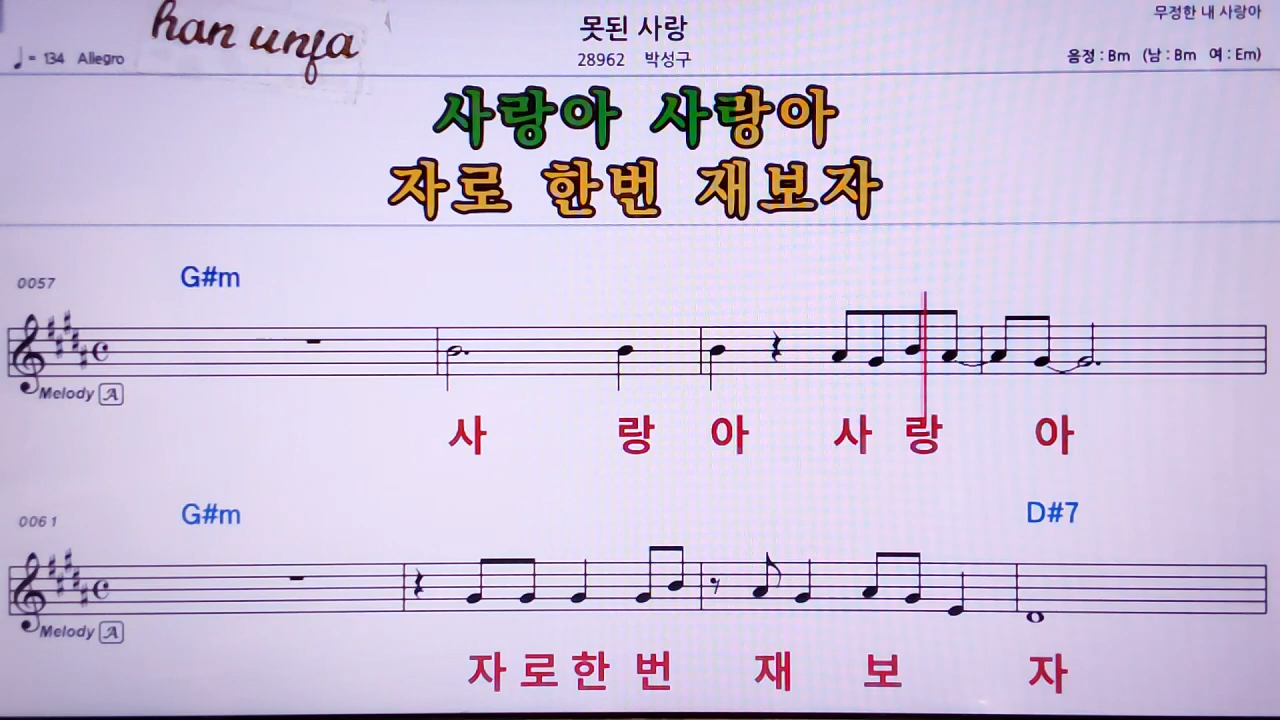 han unja
못된 사랑
무정한 내 사랑아
♩= 134 Allegro
28962 박성구
음정 : Bm (남 : Bm 여 : Em)
사랑아 사랑아
자로 한번 재보자
0057
G#m
Melody A
사 랑 아 사 랑 아
0061
G#m D#7
Melody A
자 로 한 번 재 보 자